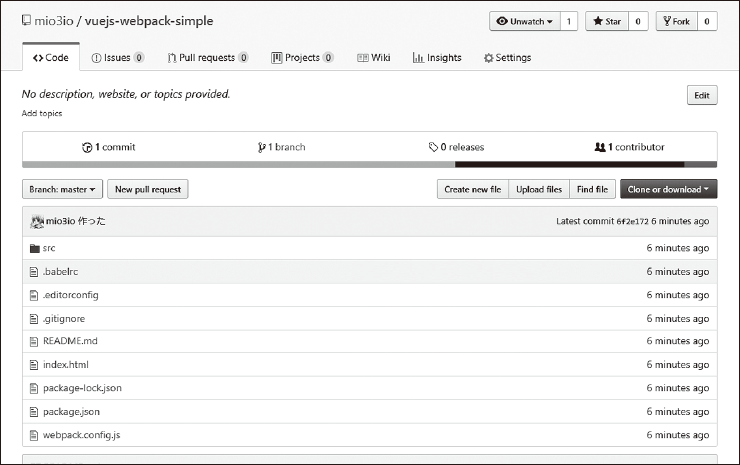 mio3io / vuejs-webpack-simple
Unwatch 1 Star 0 Fork 0
Code Issues 0 Pull requests 0 Projects 0 Wiki Insights Settings
No description, website, or topics provided. Edit
Add topics
1 commit 1 branch 0 releases 1 contributor
Branch: master New pull request Create new file Upload files Find file Clone or download
mio3io 作った Latest commit 6f2e172 6 minutes ago
src 6 minutes ago
.babelrc 6 minutes ago
.editorconfig 6 minutes ago
.gitignore 6 minutes ago
README.md 6 minutes ago
index.html 6 minutes ago
package-lock.json 6 minutes ago
package.json 6 minutes ago
webpack.config.js 6 minutes ago